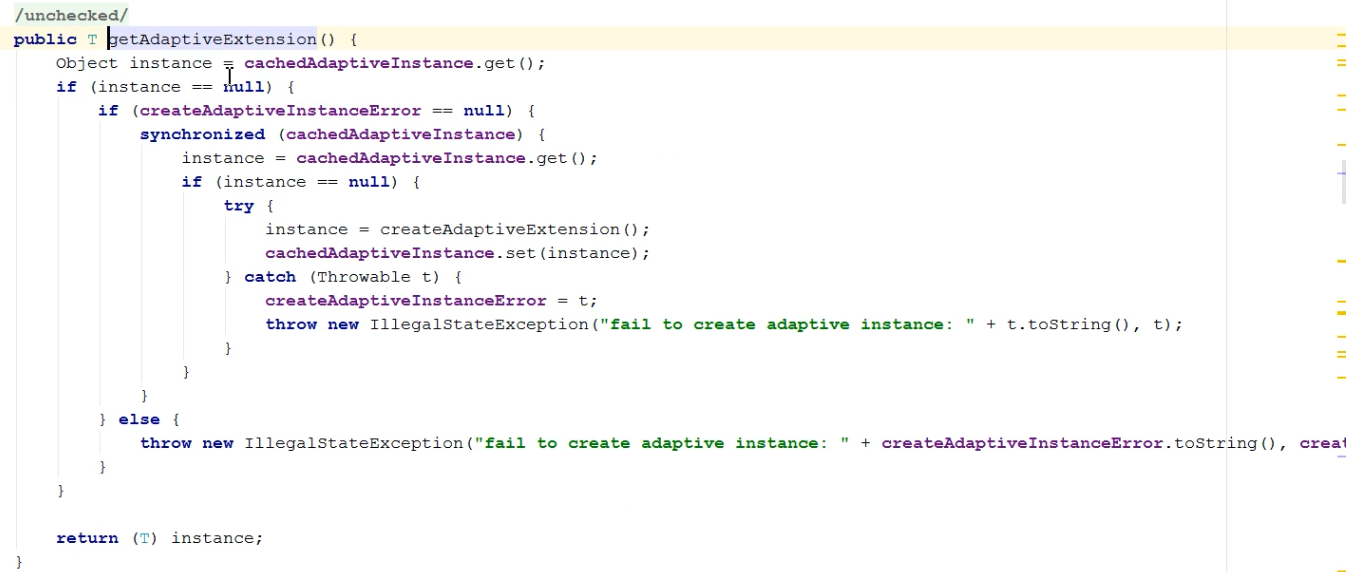 /unchecked/
public T getAdaptiveExtension() {
    Object instance = cachedAdaptiveInstance.get();
    if (instance == null) {
        if (createAdaptiveInstanceError == null) {
            synchronized (cachedAdaptiveInstance) {
                instance = cachedAdaptiveInstance.get();
                if (instance == null) {
                    try {
                        instance = createAdaptiveExtension();
                        cachedAdaptiveInstance.set(instance);
                    } catch (Throwable t) {
                        createAdaptiveInstanceError = t;
                        throw new IllegalStateException("fail to create adaptive instance: " + t.toString(), t);
                    }
                }
            }
        } else {
            throw new IllegalStateException("fail to create adaptive instance: " + createAdaptiveInstanceError.toString(), creat
        }
    }
    return (T) instance;
}